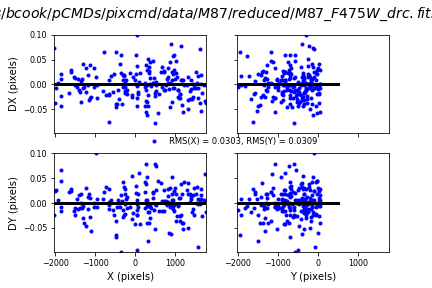 s/bcook/pCMDs/pixcmd/data/M87/reduced/M87_F475W_drc.fits
0.10
0.05
0.00
−0.05
DX (pixels)
RMS(X) = 0.0303, RMS(Y) = 0.0309
0.10
0.05
0.00
−0.05
DY (pixels)
−2000 −1000 0 1000
−2000 −1000 0 1000
X (pixels)
Y (pixels)